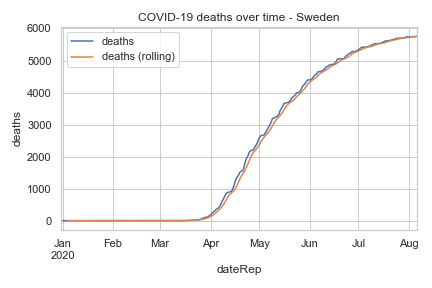 COVID-19 deaths over time - Sweden
6000
deaths
deaths (rolling)
5000
4000
3000
2000
1000
0
deaths
Jan Feb Mar Apr May Jun Jul Aug
2020
dateRep